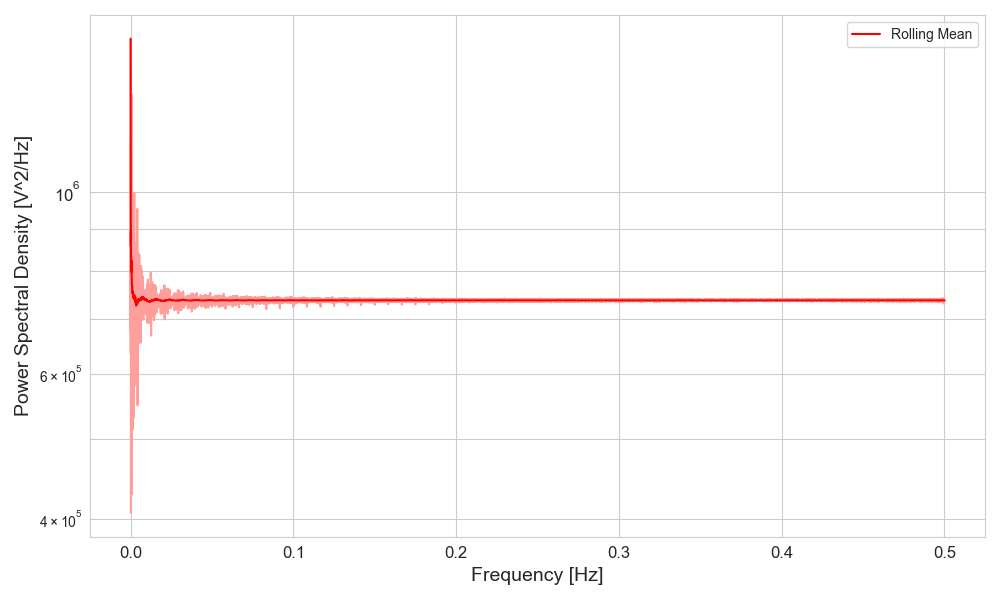 Rolling Mean
Power Spectral Density [V^2/Hz]
10^6
6 × 10^5
4 × 10^5
0.0 0.1 0.2 0.3 0.4 0.5
Frequency [Hz]